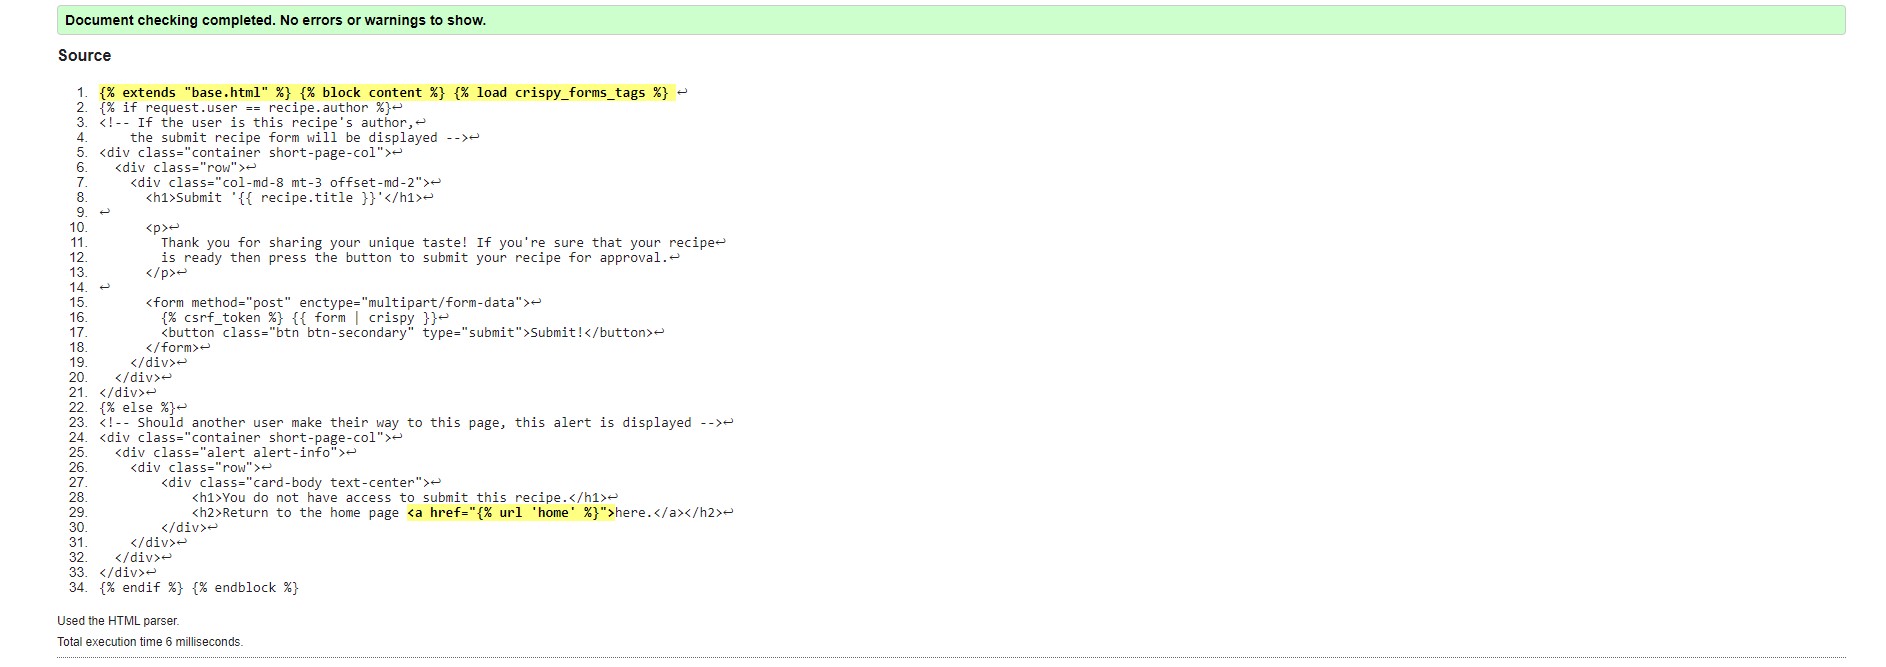 Document checking completed. No errors or warnings to show.
Source
1. {% extends "base.html" %} {% block content %} {% load crispy_forms_tags %} ↩
2. {% if request.user == recipe.author %}↩
3. <!-- If the user is this recipe's author,↩
4.     the submit recipe form will be displayed -->↩
5. <div class="container short-page-col">↩
6.   <div class="row">↩
7.     <div class="col-md-8 mt-3 offset-md-2">↩
8.       <h1>Submit '{{ recipe.title }}'</h1>↩
9. ↩
10.       <p>↩
11.         Thank you for sharing your unique taste! If you're sure that your recipe↩
12.         is ready then press the button to submit your recipe for approval.↩
13.       </p>↩
14. ↩
15.       <form method="post" enctype="multipart/form-data">↩
16.         {% csrf_token %} {{ form | crispy }}↩
17.         <button class="btn btn-secondary" type="submit">Submit!</button>↩
18.       </form>↩
19.     </div>↩
20.   </div>↩
21. </div>↩
22. {% else %}↩
23. <!-- Should another user make their way to this page, this alert is displayed -->↩
24. <div class="container short-page-col">↩
25.   <div class="alert alert-info">↩
26.     <div class="row">↩
27.         <div class="card-body text-center">↩
28.             <h1>You do not have access to submit this recipe.</h1>↩
29.             <h2>Return to the home page <a href="{% url 'home' %}">here.</a></h2>↩
30.         </div>↩
31.     </div>↩
32.   </div>↩
33. </div>↩
34. {% endif %} {% endblock %}
Used the HTML parser.
Total execution time 6 milliseconds.